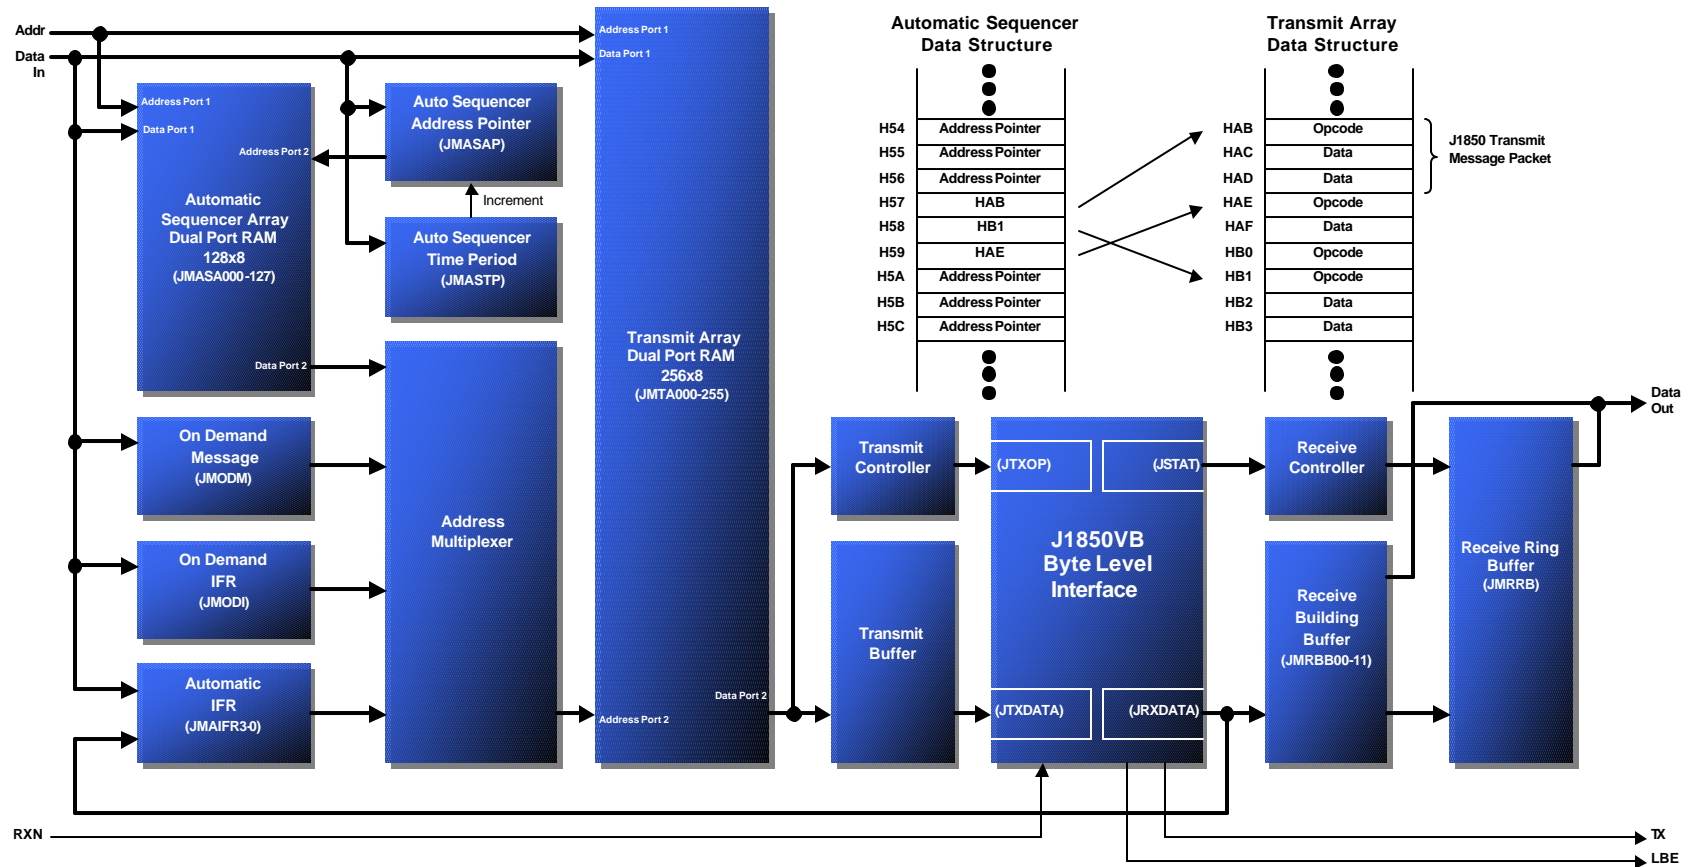 Addr
Data
In
Address Port 1
Data Port 1
Address Port 1
Data Port 1
Address Port 2
Automatic
Sequencer Array
Dual Port RAM
128x8
(JMASA000-127)
Data Port 2
Auto Sequencer
Address Pointer
(JMASAP)
Increment
Auto Sequencer
Time Period
(JMASTP)
On Demand
Message
(JMODM)
On Demand
IFR
(JMODI)
Automatic
IFR
(JMAIFR3-0)
Address
Multiplexer
Transmit Array
Dual Port RAM
256x8
(JMTA000-255)
Data Port 2
Address Port 2
Automatic Sequencer
Data Structure
H54 Address Pointer
H55 Address Pointer
H56 Address Pointer
H57 HAB
H58 HB1
H59 HAE
H5A Address Pointer
H5B Address Pointer
H5C Address Pointer
Transmit Array
Data Structure
HAB Opcode
HAC Data
HAD Data
HAE Opcode
HAF Data
HB0 Opcode
HB1 Opcode
HB2 Data
HB3 Data
J1850 Transmit
Message Packet
Transmit
Controller
Transmit
Buffer
(JTXOP)
(JSTAT)
J1850VB
Byte Level
Interface
(JTXDATA)
(JRXDATA)
Receive
Controller
Receive
Building
Buffer
(JMRBB00-11)
Receive Ring
Buffer
(JMRRB)
Data
Out
RXN
TX
LBE